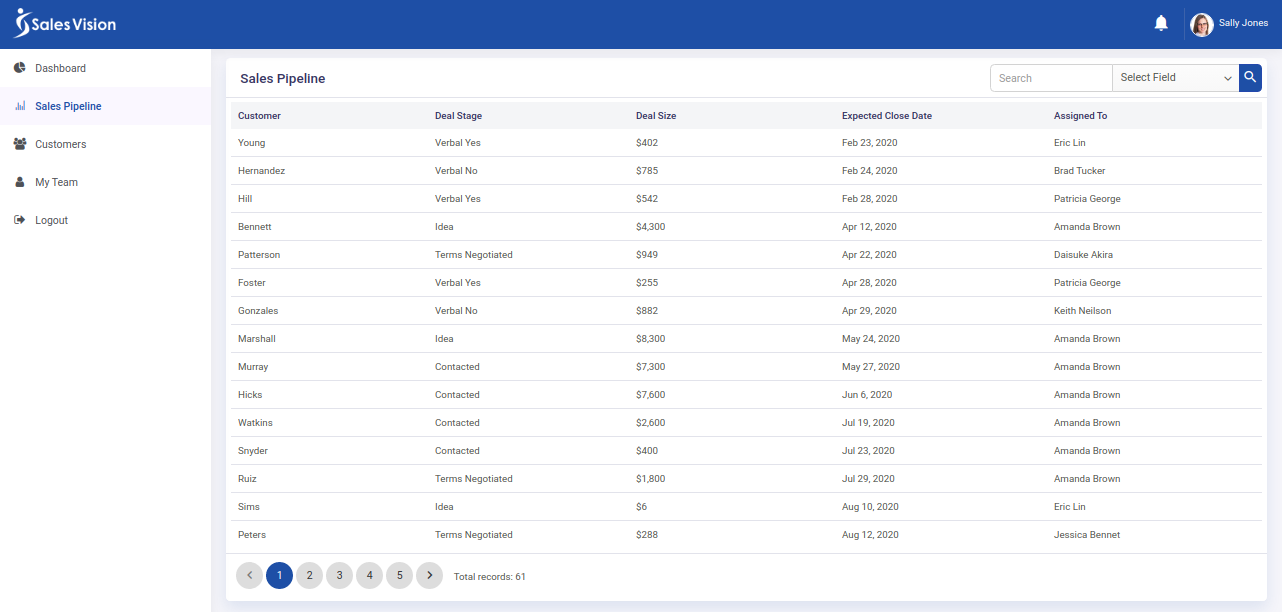 Sales Vision
Sally Jones
Dashboard
Sales Pipeline
Customers
My Team
Logout
Sales Pipeline
Search
Select Field
Customer Deal Stage Deal Size Expected Close Date Assigned To
Young Verbal Yes $402 Feb 23, 2020 Eric Lin
Hernandez Verbal No $785 Feb 24, 2020 Brad Tucker
Hill Verbal Yes $542 Feb 28, 2020 Patricia George
Bennett Idea $4,300 Apr 12, 2020 Amanda Brown
Patterson Terms Negotiated $949 Apr 22, 2020 Daisuke Akira
Foster Verbal Yes $255 Apr 28, 2020 Patricia George
Gonzales Verbal No $882 Apr 29, 2020 Keith Neilson
Marshall Idea $8,300 May 24, 2020 Amanda Brown
Murray Contacted $7,300 May 27, 2020 Amanda Brown
Hicks Contacted $7,600 Jun 6, 2020 Amanda Brown
Watkins Contacted $2,600 Jul 19, 2020 Amanda Brown
Snyder Contacted $400 Jul 23, 2020 Amanda Brown
Ruiz Terms Negotiated $1,800 Jul 29, 2020 Amanda Brown
Sims Idea $6 Aug 10, 2020 Eric Lin
Peters Terms Negotiated $288 Aug 12, 2020 Jessica Bennet
1 2 3 4 5 Total records: 61